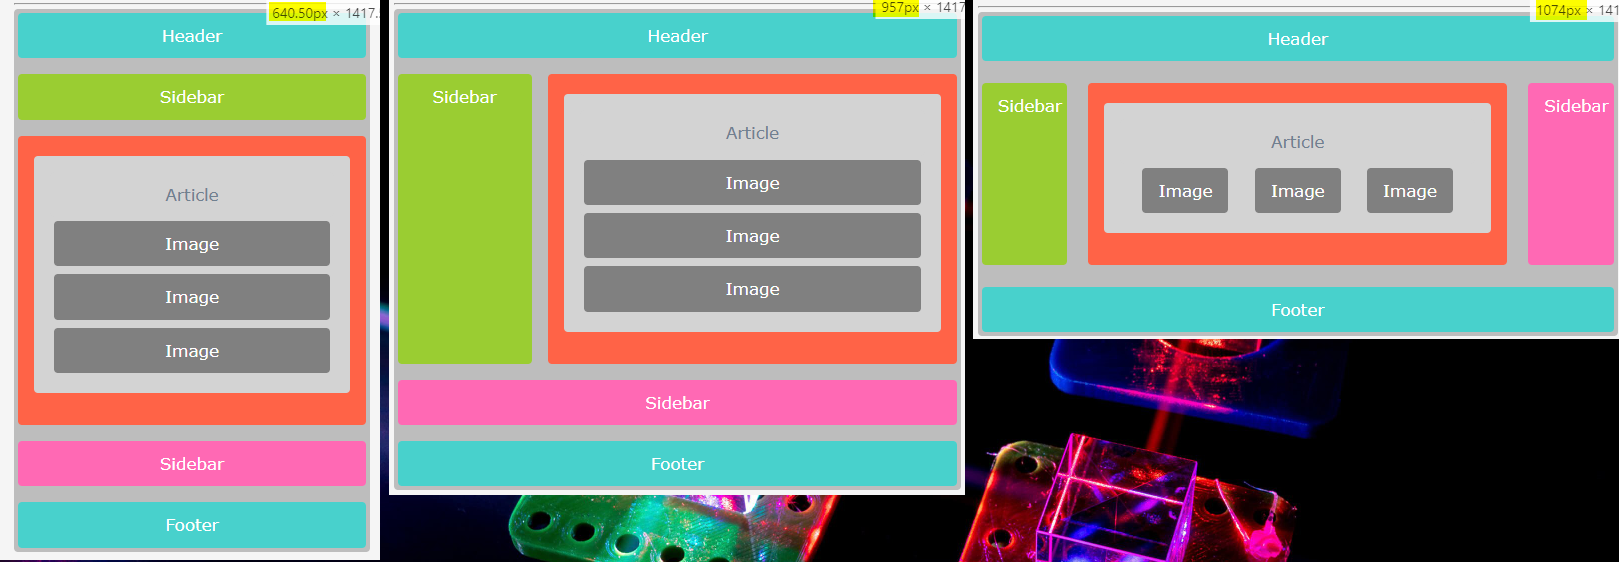 640.50px × 1417.
Header
Sidebar
Article
Image
Image
Image
Sidebar
Footer
957px × 1417
Header
Sidebar
Article
Image
Image
Image
Sidebar
Footer
1074px × 141
Header
Sidebar
Article
Image Image Image
Sidebar
Footer